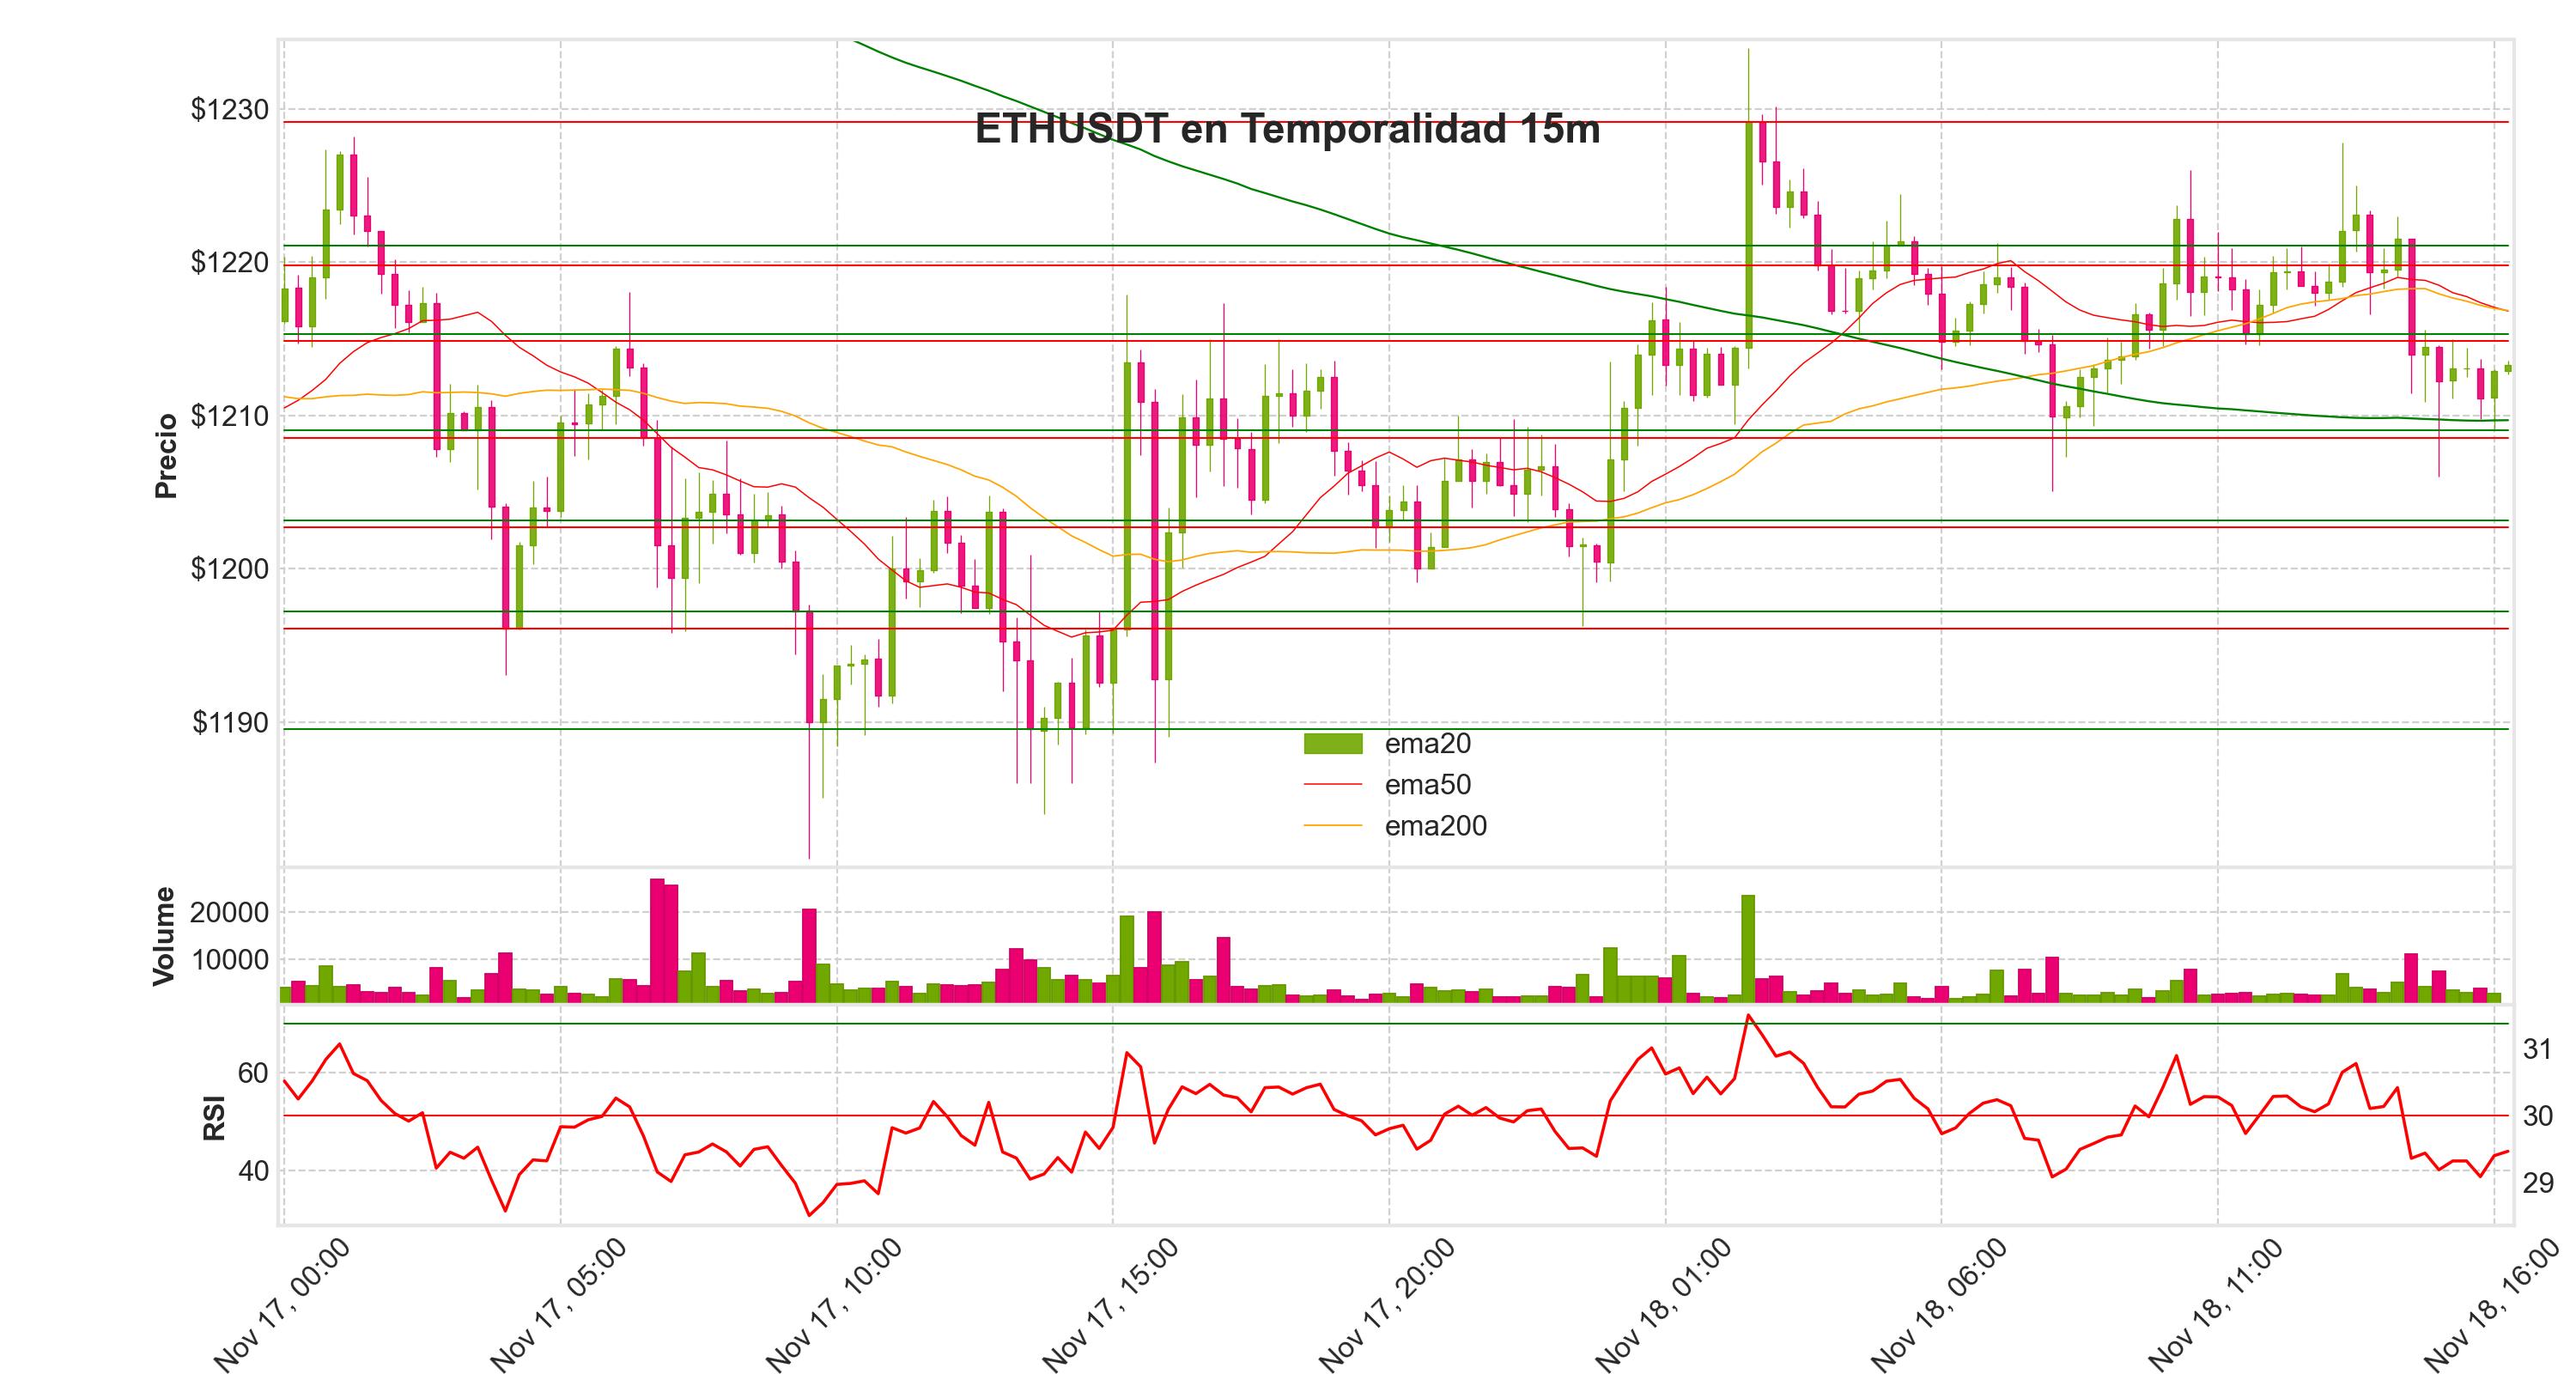 ETHUSDT en Temporalidad 15m
Precio
$1230
$1220
$1210
$1200
$1190
ema20
ema50
ema200
Volume
20000
10000
RSI
60
40
31
30
29
Nov 17, 00:00
Nov 17, 05:00
Nov 17, 10:00
Nov 17, 15:00
Nov 17, 20:00
Nov 18, 01:00
Nov 18, 06:00
Nov 18, 11:00
Nov 18, 16:00